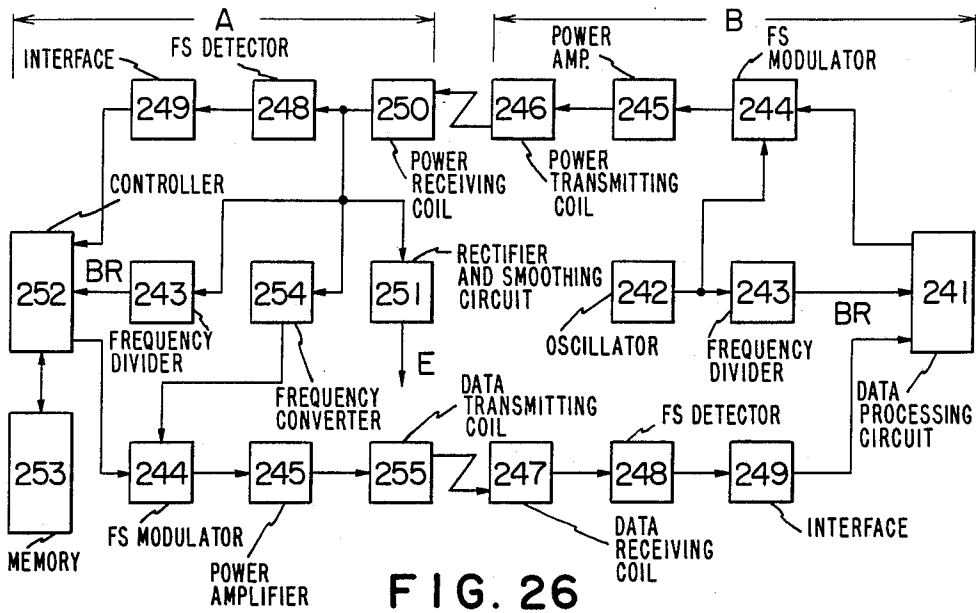 A
B
FS DETECTOR
INTERFACE
POWER
AMP.
FS
MODULATOR
249
248
250
246
245
244
POWER
RECEIVING
COIL
POWER
TRANSMITTING
COIL
CONTROLLER
252
BR
243
254
251
RECTIFIER
AND SMOOTHING
CIRCUIT
242
243
241
BR
FREQUENCY
DIVIDER
E
OSCILLATOR
FREQUENCY
DIVIDER
FREQUENCY
CONVERTER
DATA
TRANSMITTING
COIL
FS DETECTOR
DATA
PROCESSING
CIRCUIT
253
244
245
255
247
248
249
MEMORY
FS MODULATOR
POWER
AMPLIFIER
DATA
RECEIVING
COIL
INTERFACE
FIG. 26